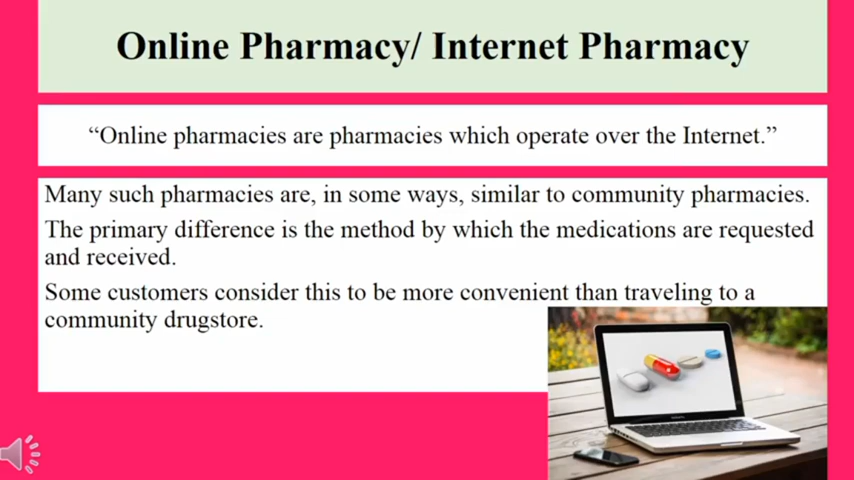 Online Pharmacy/ Internet Pharmacy
“Online pharmacies are pharmacies which operate over the Internet.”
Many such pharmacies are, in some ways, similar to community pharmacies.
The primary difference is the method by which the medications are requested
and received.
Some customers consider this to be more convenient than traveling to a
community drugstore.